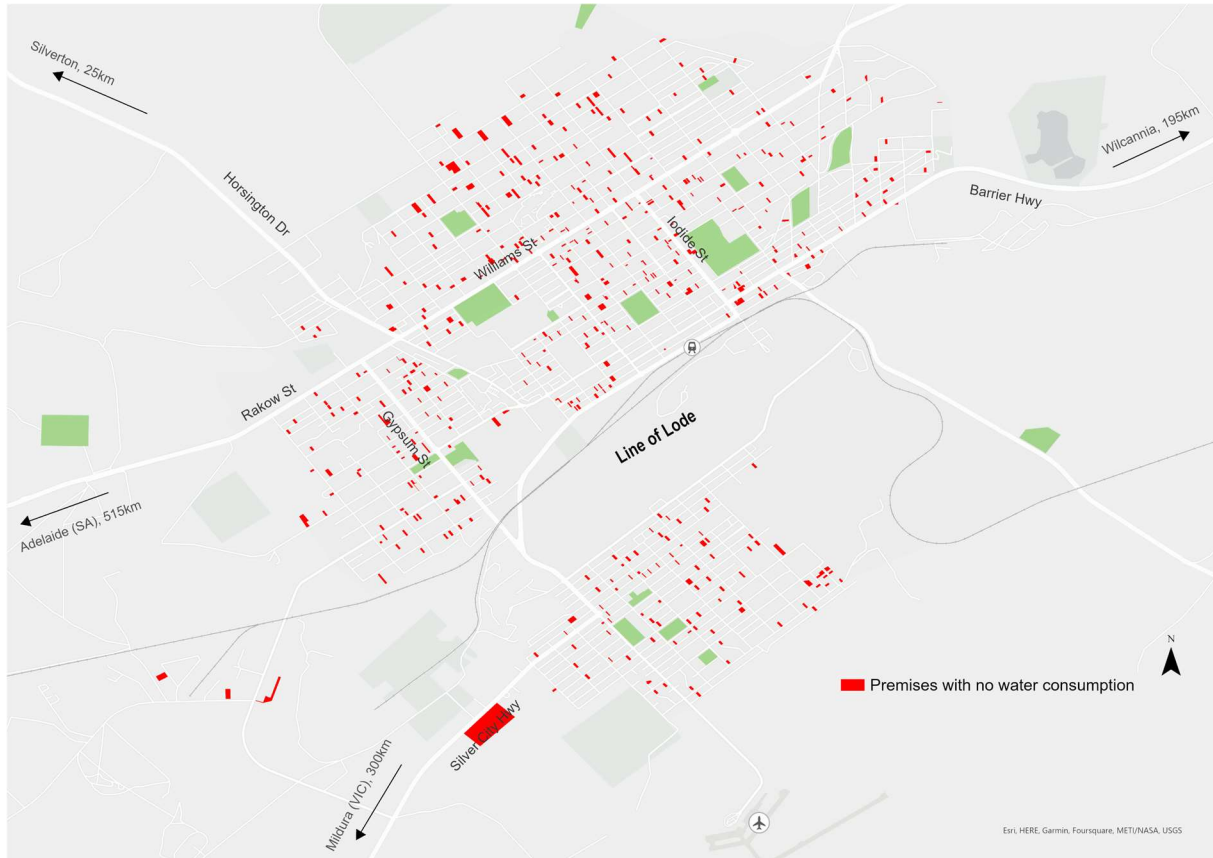 Silverton, 25km
Wilcannia, 195km
Horsington Dr
Barrier Hwy
Iodide St
Williams St
Rakow St
Gypsum St
Line of Lode
Adelaide (SA), 515km
N
Premises with no water consumption
Silver City Hwy
Mildura (VIC), 300km
Esri, HERE, Garmin, Foursquare, METI/NASA, USGS